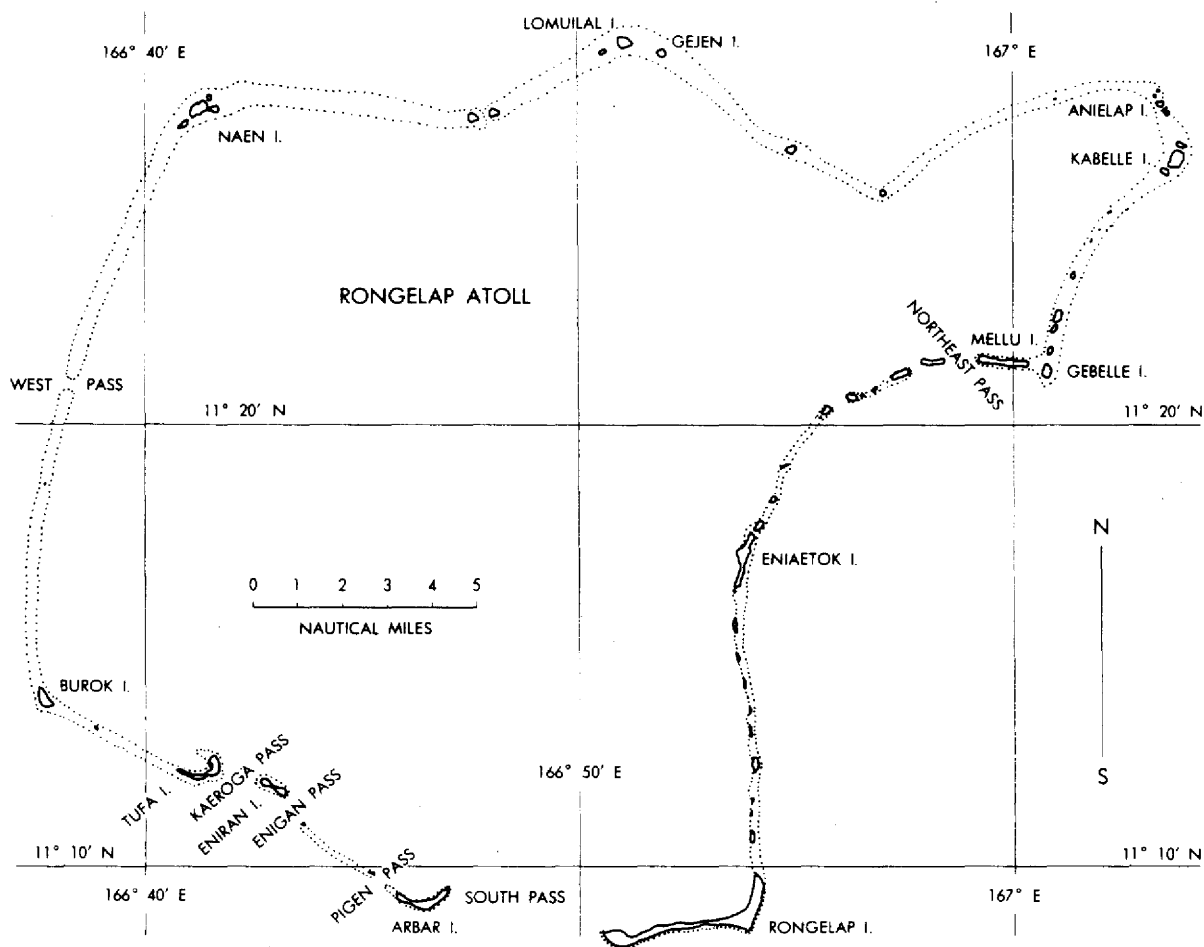 LOMUILAL I.
166° 40' E
GEJEN I.
167° E
ANIELAP I.
NAEN I.
KABELLE I.
RONGELAP ATOLL
NORTHEAST PASS
MELLU I.
GEBELLE I.
WEST PASS
11° 20' N
11° 20' N
N
ENIAETOK I.
0 1 2 3 4 5
NAUTICAL MILES
BUROK I.
S
166° 50' E
TUFA I.
KAEROGA PASS
ENIRAN I.
ENIGAN PASS
11° 10' N
11° 10' N
PIGEN PASS
166° 40' E
SOUTH PASS
167° E
ARBAR I.
RONGELAP I.